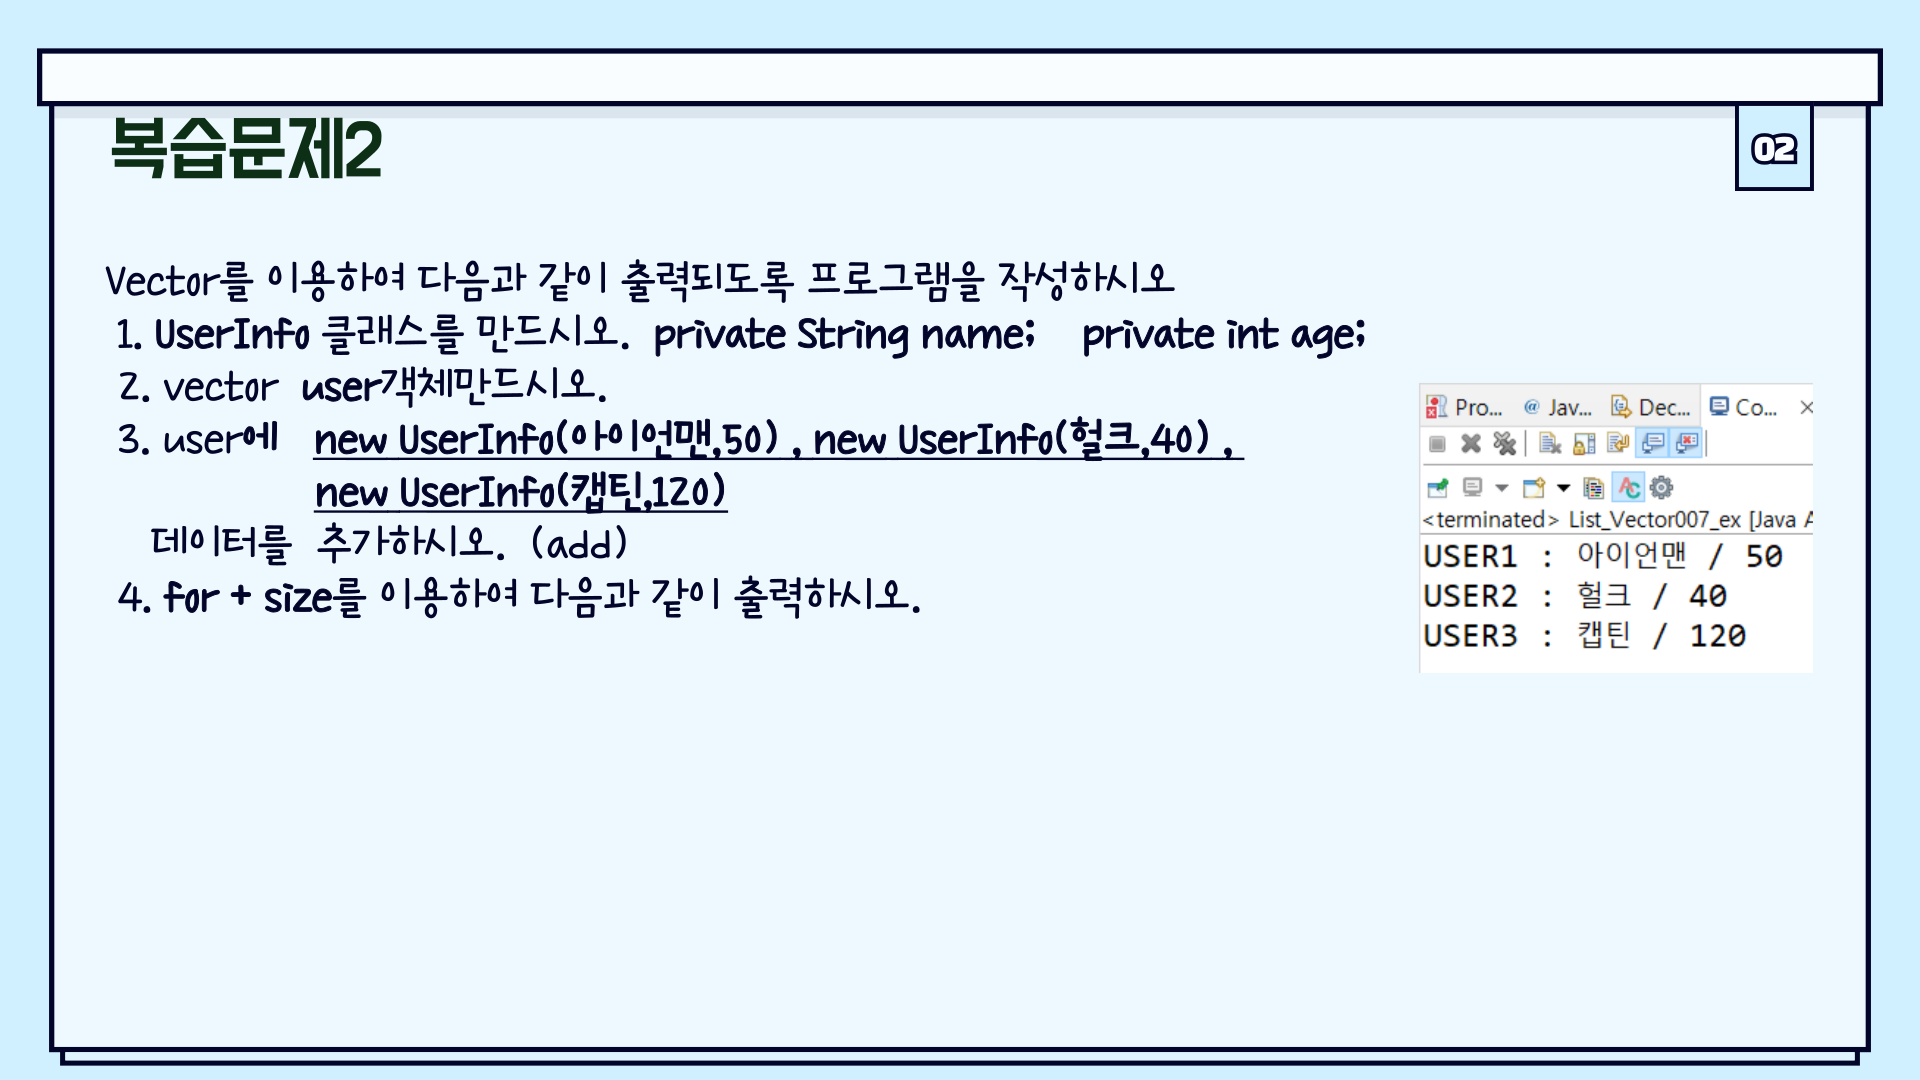 복습문제2
02
Vector를 이용하여 다음과 같이 출력되도록 프로그램을 작성하시오
1. UserInfo 클래스를 만드시오. private String name; private int age;
2. vector user객체만드시오.
3. user에 new UserInfo(아이언맨,50) , new UserInfo(헐크,40) ,
new UserInfo(캡틴,120)
데이터를 추가하시오. (add)
4. for + size를 이용하여 다음과 같이 출력하시오.
Pro... @ Jav... Dec... Co...
<terminated> List_Vector007_ex [Java A
USER1 : 아이언맨 / 50
USER2 : 헐크 / 40
USER3 : 캡틴 / 120